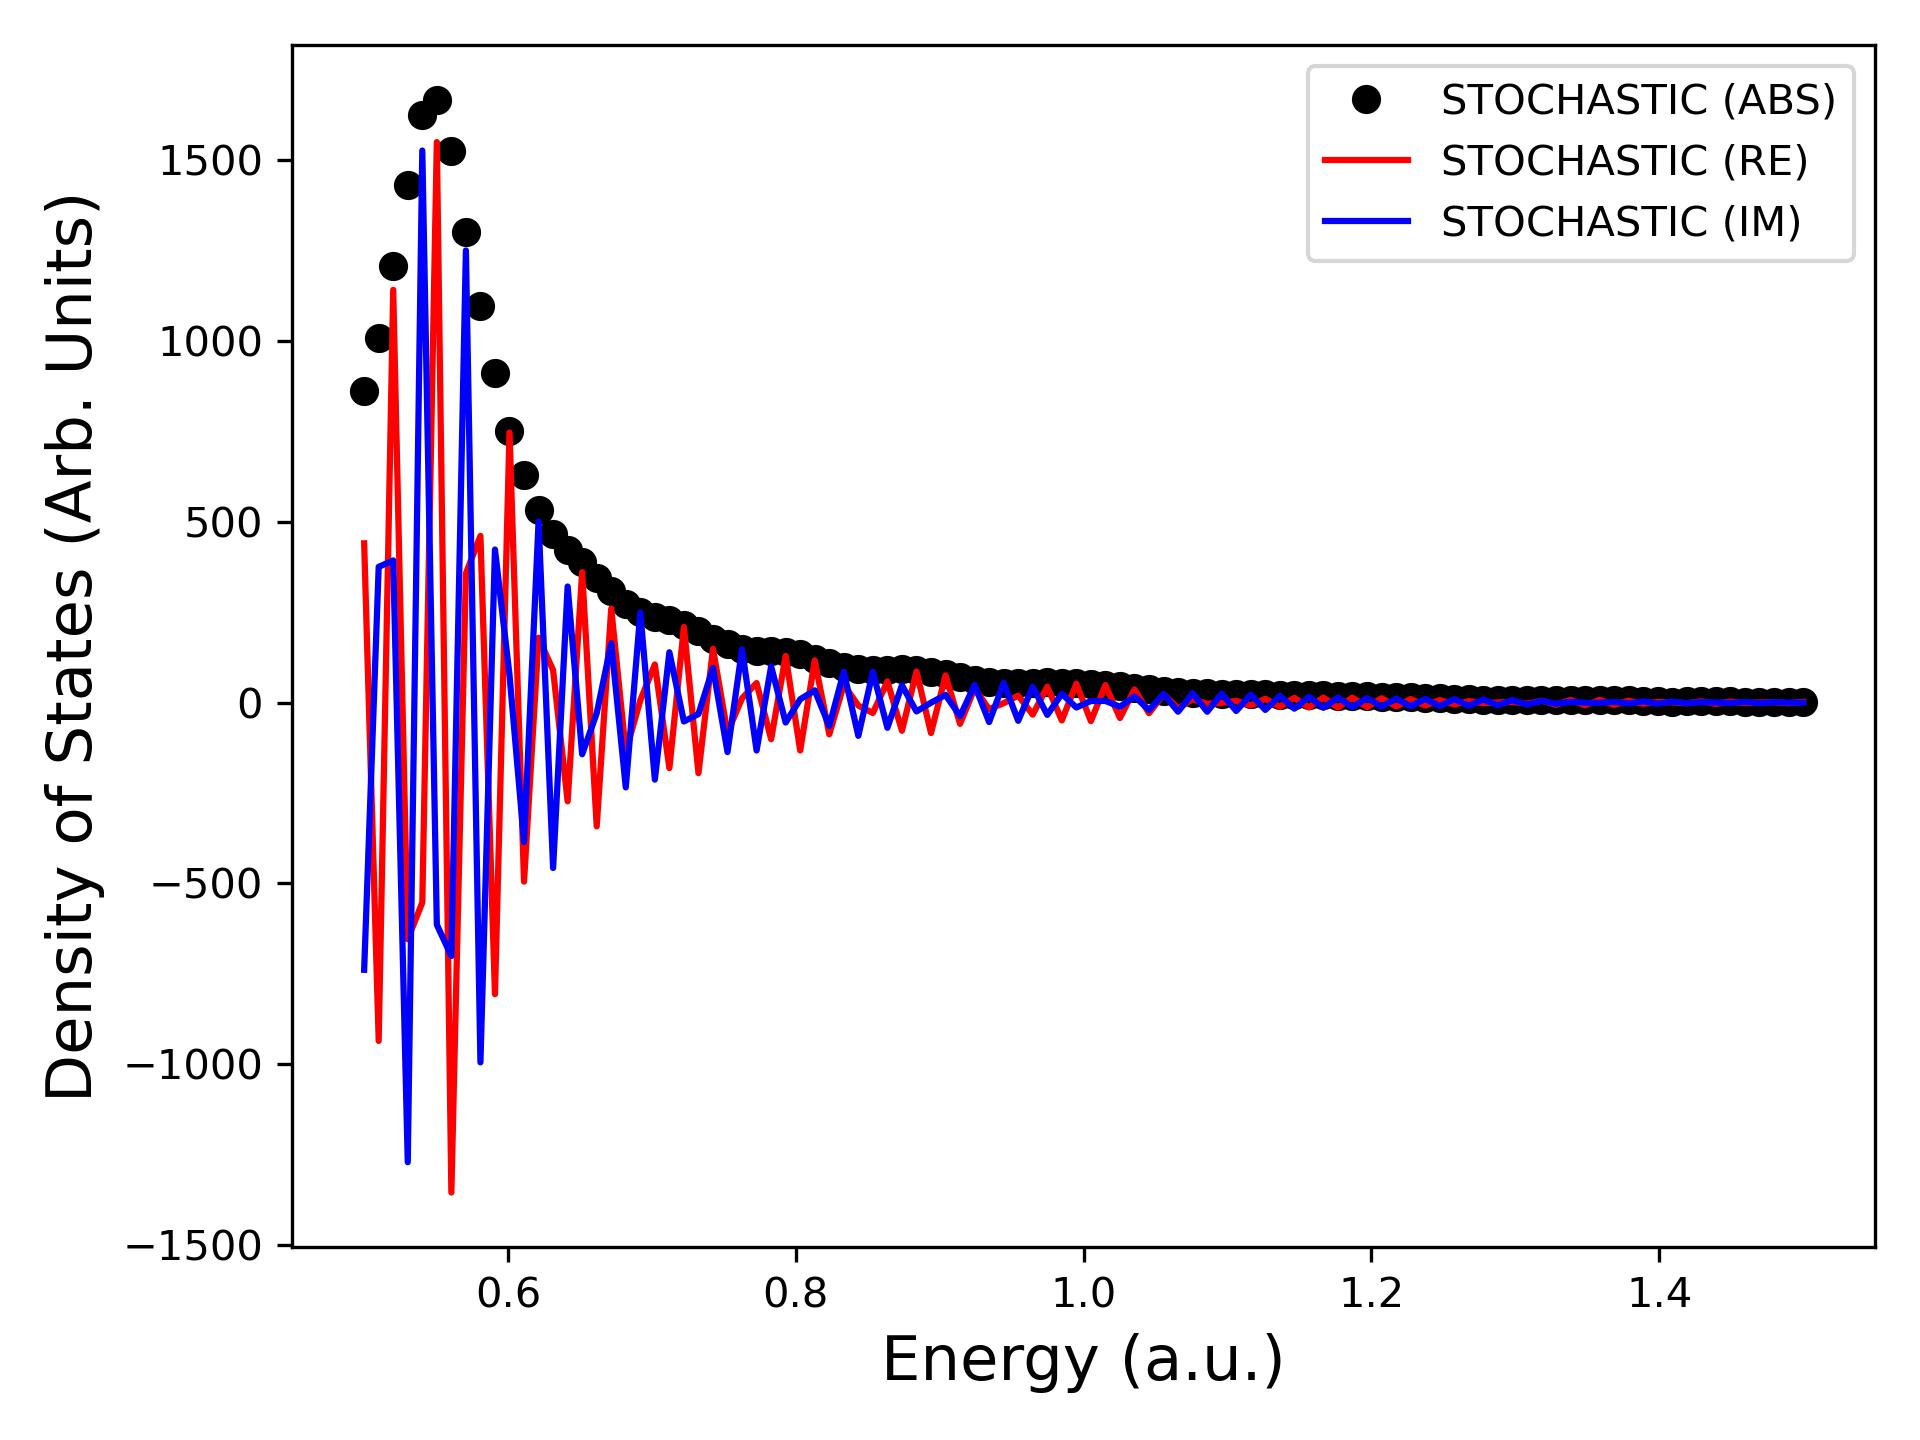 STOCHASTIC (ABS)
STOCHASTIC (RE)
STOCHASTIC (IM)
Density of States (Arb. Units)
1500
1000
500
0
−500
−1000
−1500
0.6
0.8
1.0
1.2
1.4
Energy (a.u.)